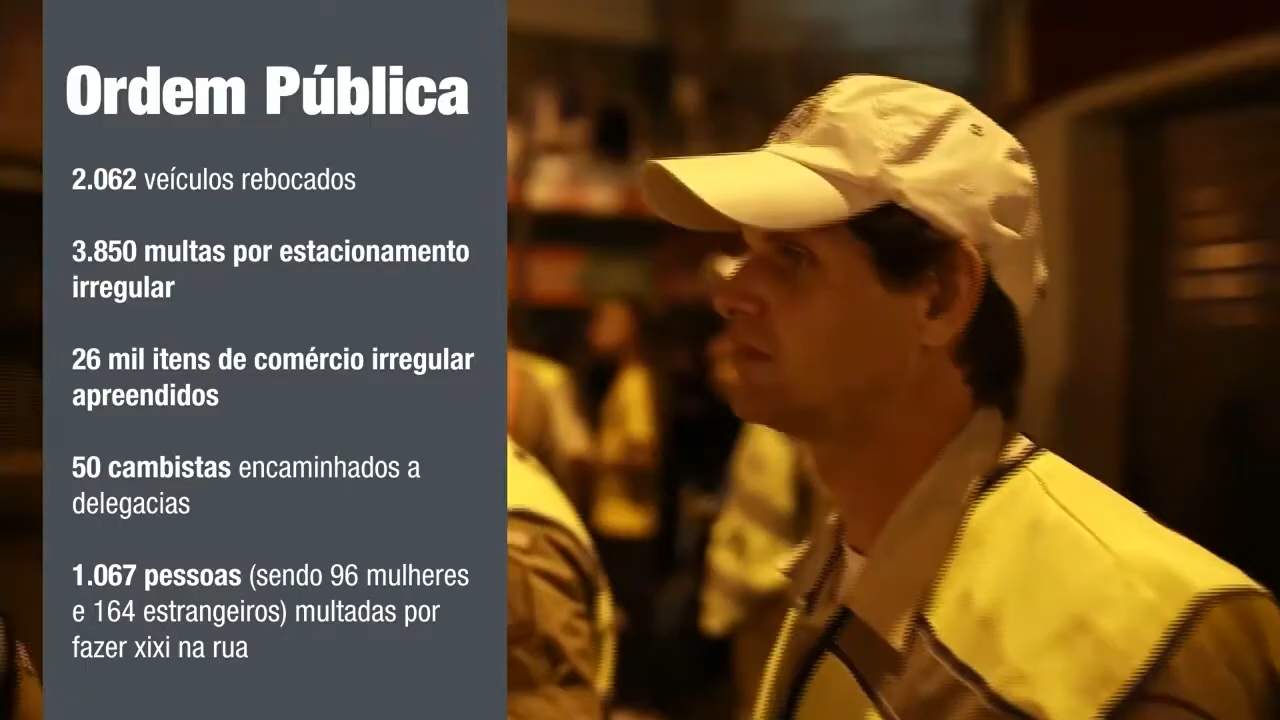 Ordem Pública
2.062 veículos rebocados
3.850 multas por estacionamento
irregular
26 mil itens de comércio irregular
apreendidos
50 cambistas encaminhados a
delegacias
1.067 pessoas (sendo 96 mulheres
e 164 estrangeiros) multadas por
fazer xixi na rua